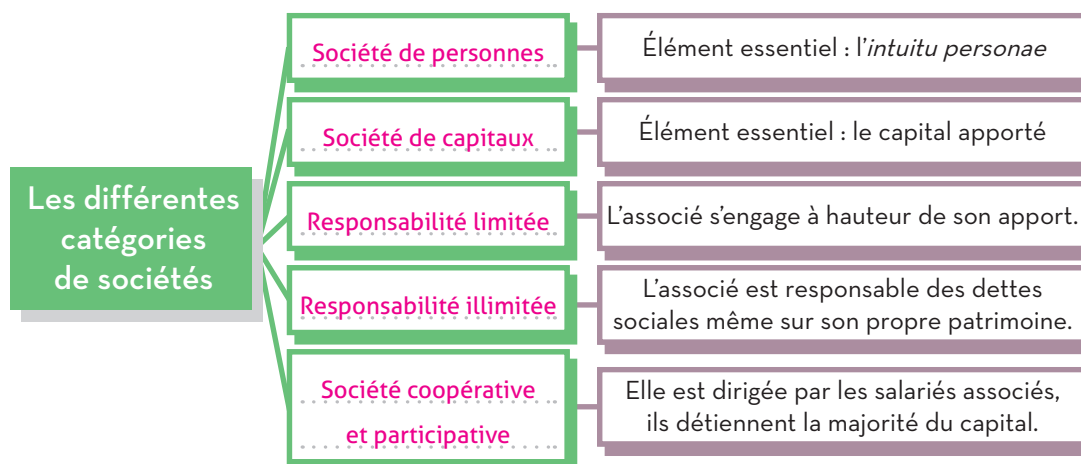 Les différentes
catégories
de sociétés
Société de personnes
Élément essentiel : l'intuitu personae
Société de capitaux
Élément essentiel : le capital apporté
Responsabilité limitée
L'associé s'engage à hauteur de son apport.
Responsabilité illimitée
L'associé est responsable des dettes
sociales même sur son propre patrimoine.
Société coopérative
et participative
Elle est dirigée par les salariés associés,
ils détiennent la majorité du capital.